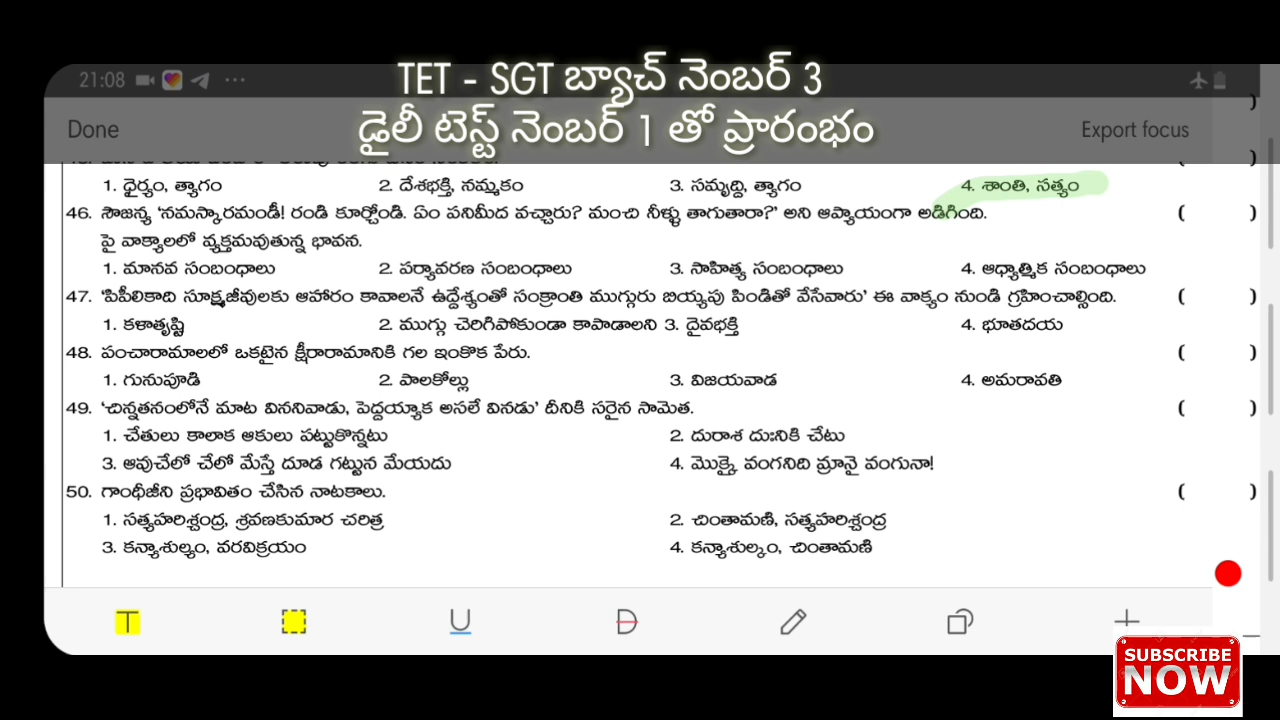 TET - SGT బ్యాచ్ నెంబర్ 3
డైలీ టెస్ట్ నెంబర్ 1 తో ప్రారంభం
21:08
Done
Export focus
1. ధైర్యం, త్యాగం 2. దేశభక్తి, నమ్మకం 3. సమృద్ధి, త్యాగం 4. శాంతి, సత్యం
46. సౌజన్య 'నమస్కారమండీ! రండి కూర్చోండి. ఏం పనిమీద వచ్చారు? మంచి నీళ్ళు తాగుతారా?' అని ఆప్యాయంగా అడిగింది. ( )
పై వాక్యాలలో వ్యక్తమవుతున్న భావన.
1. మానవ సంబంధాలు 2. పర్యావరణ సంబంధాలు 3. సాహిత్య సంబంధాలు 4. ఆధ్యాత్మిక సంబంధాలు
47. 'పిపీలికాది సూక్ష్మజీవులకు ఆహారం కావాలనే ఉద్దేశ్యంతో సంక్రాంతి ముగ్గురు బియ్యపు పిండితో వేసేవారు' ఈ వాక్యం నుండి గ్రహించాల్సింది. ( )
1. కళాతృష్టి 2. ముగ్గు చెరిగిపోకుండా కాపాడాలని 3. దైవభక్తి 4. భూతదయ
48. పంచారామాలలో ఒకటైన క్షీరారామానికి గల ఇంకొక పేరు. ( )
1. గునుపూడి 2. పాలకోల్లు 3. విజయవాడ 4. అమరావతి
49. 'చిన్నతనంలోనే మాట విననివాడు, పెద్దయ్యాక అసలే వినడు' దీనికి సరైన సామెత. ( )
1. చేతులు కాలాక ఆకులు పట్టుకొన్నటు 2. దురాశ దుఃనికి చేటు
3. ఆవుచేలో చేలో మేస్తే దూడ గట్టున మేయదు 4. మొక్కై వంగనిది మ్రానై వంగునా!
50. గాంధీజీని ప్రభావితం చేసిన నాటకాలు. ( )
1. సత్యహరిశ్చంద్ర, శ్రవణకుమార చరిత్ర 2. చింతామణి, సత్యహరిశ్చంద్ర
3. కన్యాశుల్యం, వరవిక్రయం 4. కన్యాశుల్కం, చింతామణి
SUBSCRIBE
NOW